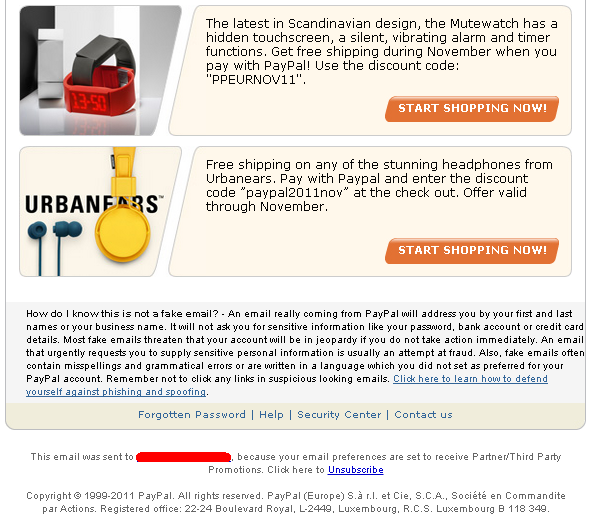 The latest in Scandinavian design, the Mutewatch has a
hidden touchscreen, a silent, vibrating alarm and timer
functions. Get free shipping during November when you
pay with PayPal! Use the discount code:
"PPEURNOV11".
13:50
START SHOPPING NOW!
Free shipping on any of the stunning headphones from
Urbanears. Pay with Paypal and enter the discount
code ”paypal2011nov” at the check out. Offer valid
through November.
URBANEARS™
START SHOPPING NOW!
How do I know this is not a fake email? - An email really coming from PayPal will address you by your first and last
names or your business name. It will not ask you for sensitive information like your password, bank account or credit card
details. Most fake emails threaten that your account will be in jeopardy if you do not take action immediately. An email
that urgently requests you to supply sensitive personal information is usually an attempt at fraud. Also, fake emails often
contain misspellings and grammatical errors or are written in a language which you did not set as preferred for your
PayPal account. Remember not to click any links in suspicious looking emails. Click here to learn how to defend
yourself against phishing and spoofing.
Forgotten Password | Help | Security Center | Contact us
This email was sent to , because your email preferences are set to receive Partner/Third Party
Promotions. Click here to Unsubscribe
Copyright © 1999-2011 PayPal. All rights reserved. PayPal (Europe) S.à r.l. et Cie, S.C.A., Société en Commandite
par Actions. Registered office: 22-24 Boulevard Royal, L-2449, Luxembourg, R.C.S. Luxembourg B 118 349.